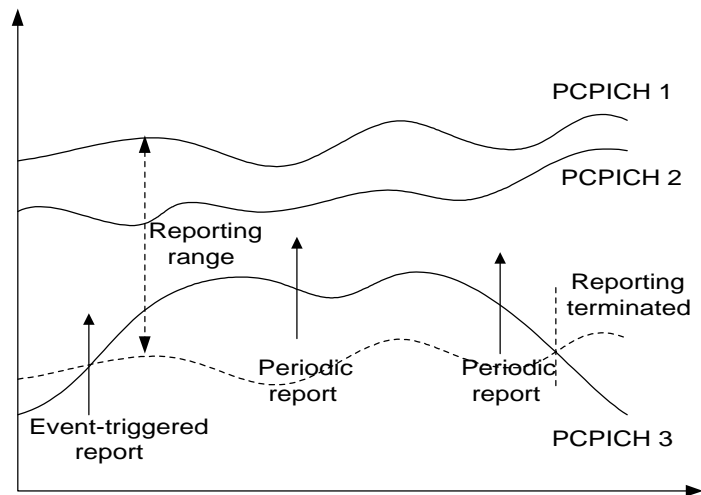 PCPICH 1
PCPICH 2
Reporting
range
Reporting
terminated
Periodic
report
Periodic
report
Event-triggered
report
PCPICH 3